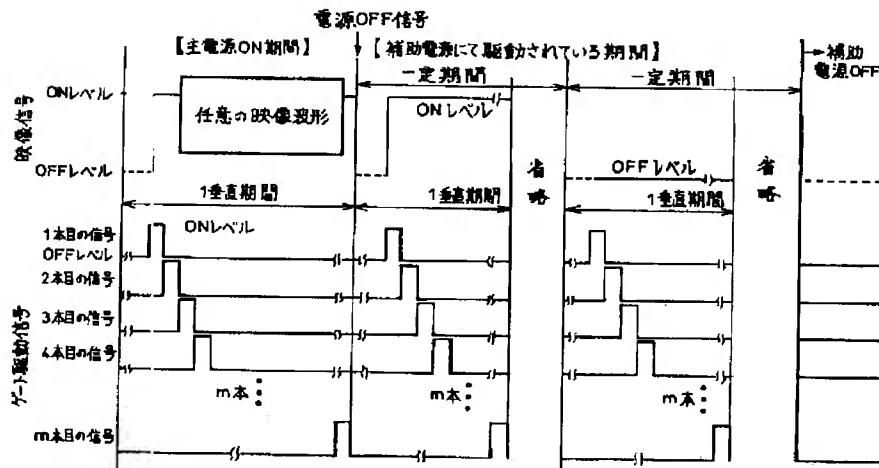 電源OFF信号
【主電源ON期間】
【補助電源にて駆動されている期間】
補助
電源OFF
一定期間
一定期間
映像信号
ONレベル
任意の映像波形
ONレベル
OFFレベル
OFFレベル
省略
省略
1垂直期間
1垂直期間
1垂直期間
ゲート駆動信号
1本目の信号
ONレベル
OFFレベル
2本目の信号
3本目の信号
4本目の信号
m本
m本
m本
m本目の信号